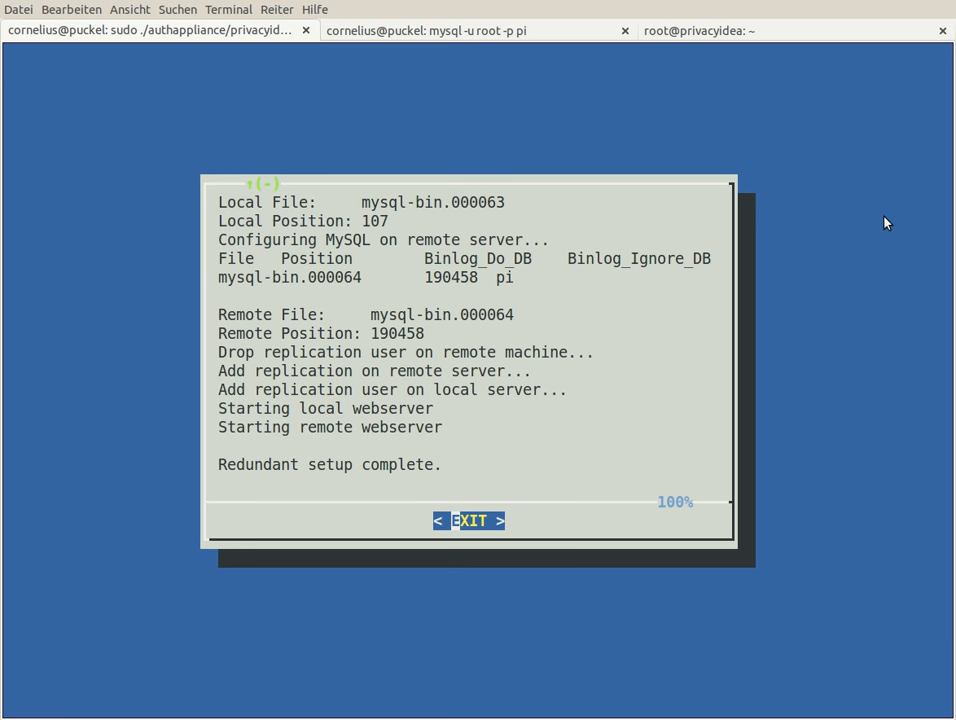 Datei Bearbeiten Ansicht Suchen Terminal Reiter Hilfe
cornelius@puckel: sudo ./authappliance/privacyid... × cornelius@puckel: mysql -u root -p pi × root@privacyidea: ~ ×
↑(-)
Local File:     mysql-bin.000063
Local Position: 107
Configuring MySQL on remote server...
File   Position        Binlog_Do_DB    Binlog_Ignore_DB
mysql-bin.000064       190458  pi
Remote File:     mysql-bin.000064
Remote Position: 190458
Drop replication user on remote machine...
Add replication on remote server...
Add replication user on local server...
Starting local webserver
Starting remote webserver
Redundant setup complete.
100%
< EXIT >